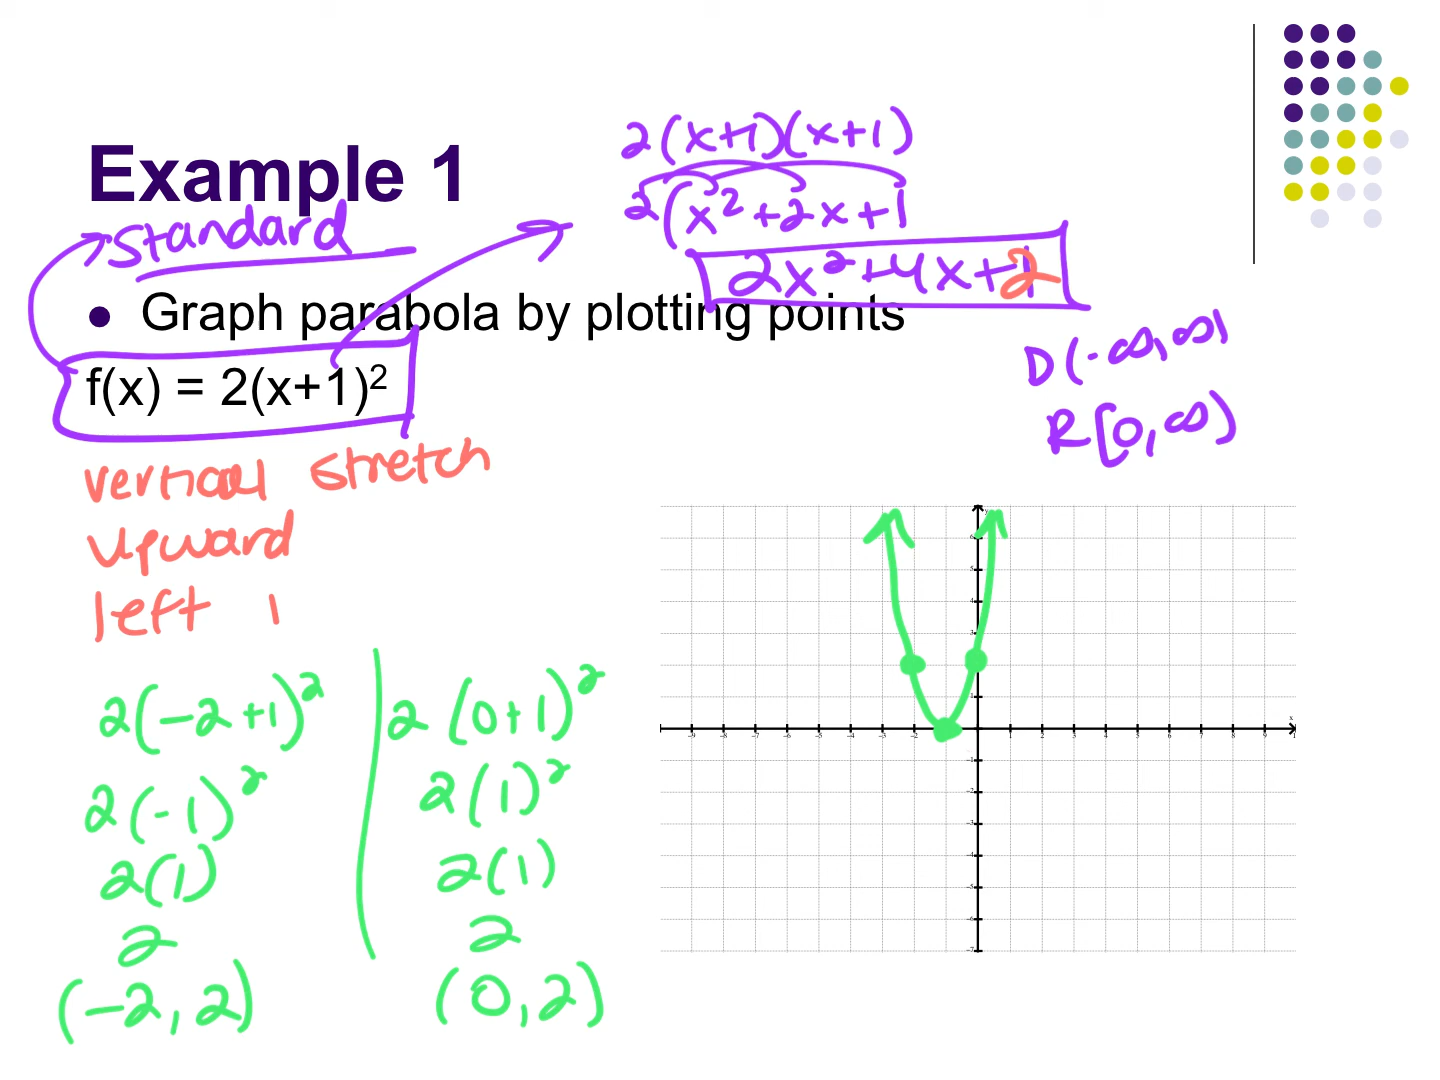 2(x+1)(x+1)
Example 1
2(x²+2x+1
standard
2x²+4x+2
● Graph parabola by plotting points
D(-∞,∞)
f(x) = 2(x+1)²
R[0,∞)
vertical stretch
upward
left 1
2(-2+1)²
2(0+1)²
2(-1)²
2(1)²
2(1)
2(1)
2
2
(-2,2)
(0,2)